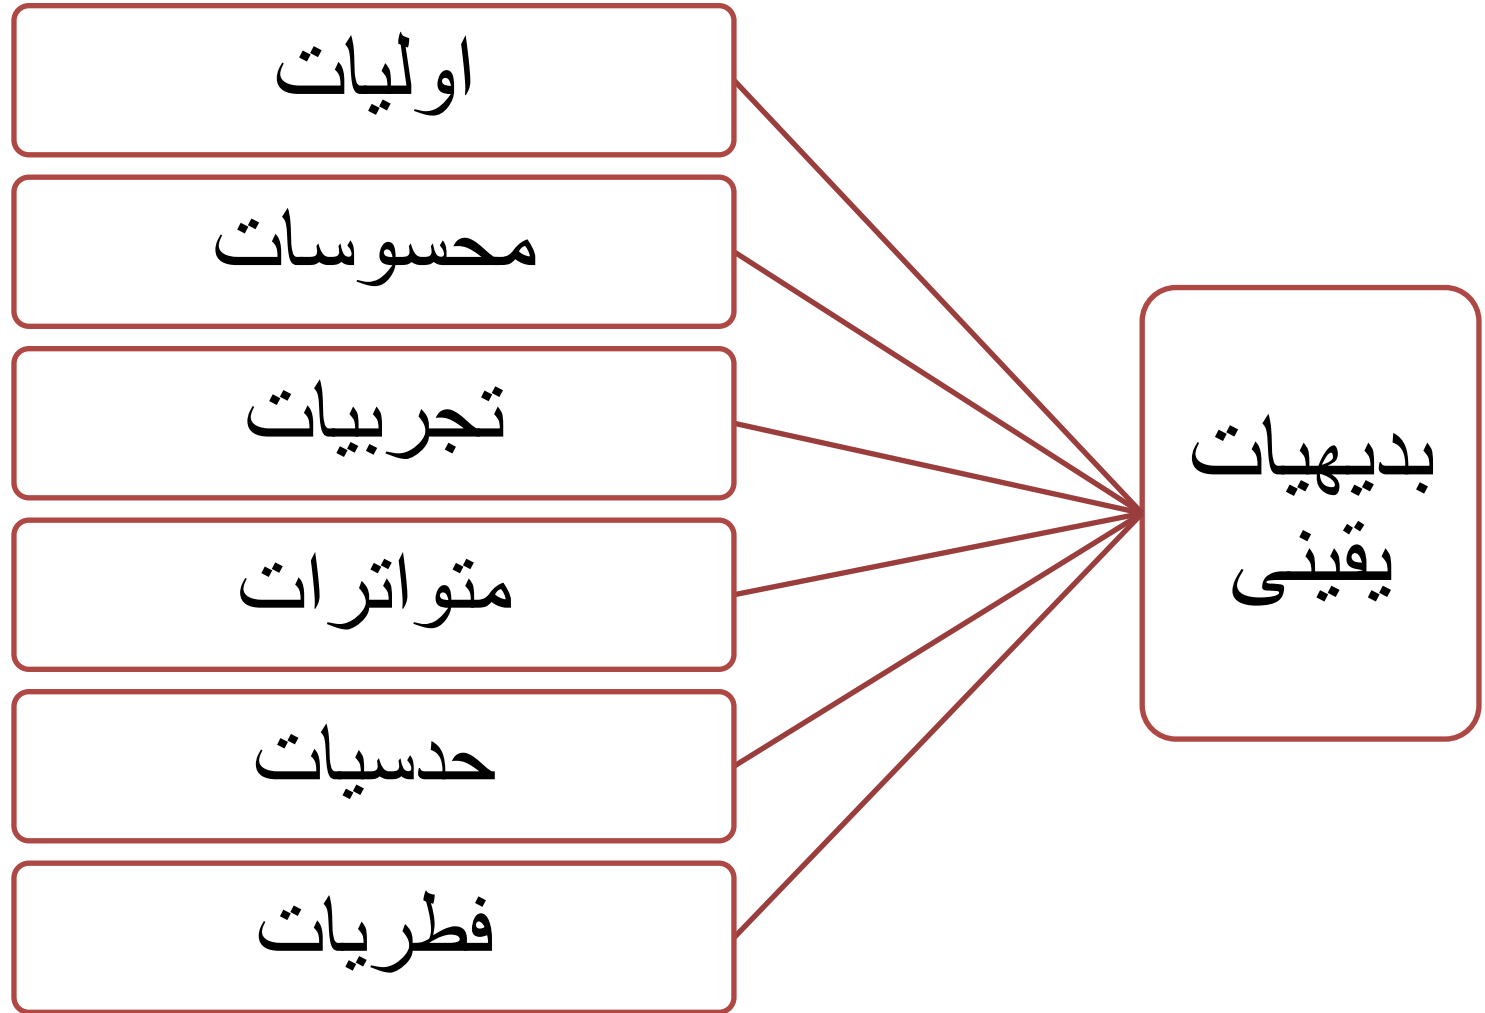 بدیهیات
یقینی
اولیات
محسوسات
تجربیات
متواترات
حدسیات
فطریات